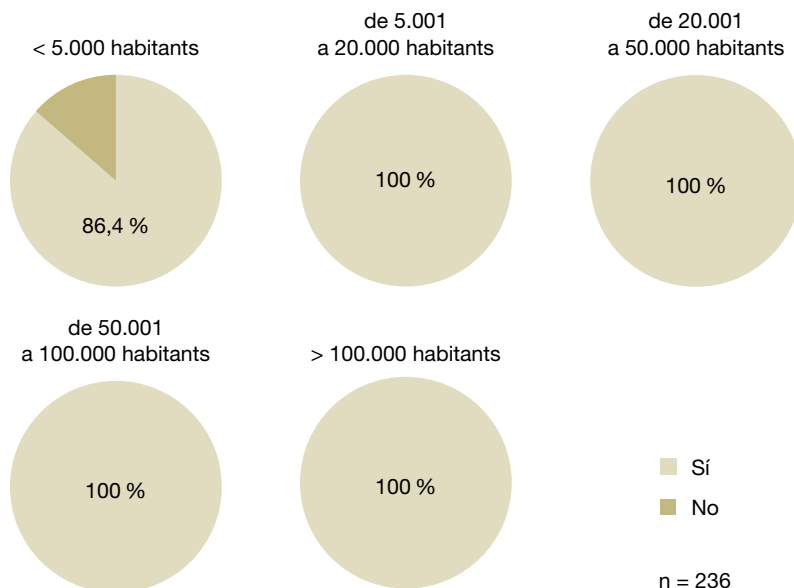 < 5.000 habitants
86,4 %
de 5.001
a 20.000 habitants
100 %
de 20.001
a 50.000 habitants
100 %
de 50.001
a 100.000 habitants
100 %
> 100.000 habitants
100 %
Sí
No
n = 236